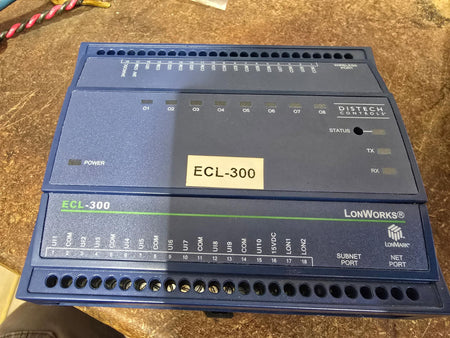 WIRELESS
PORT
O1 O2 O3 O4 O5 O6 O7 O8
DISTECH
CONTROLS
STATUS
TX
RX
POWER
ECL-300
ECL-300
LONWORKS®
LONMARK
UI1 COM UI2 UI3 COM UI4 UI5 COM UI6 UI7 COM UI8 UI9 COM UI10 15VDC LON1 LON2
1 2 3 4 5 6 7 8 9 10 11 12 13 14 15 16 17 18
SUBNET
PORT
NET
PORT